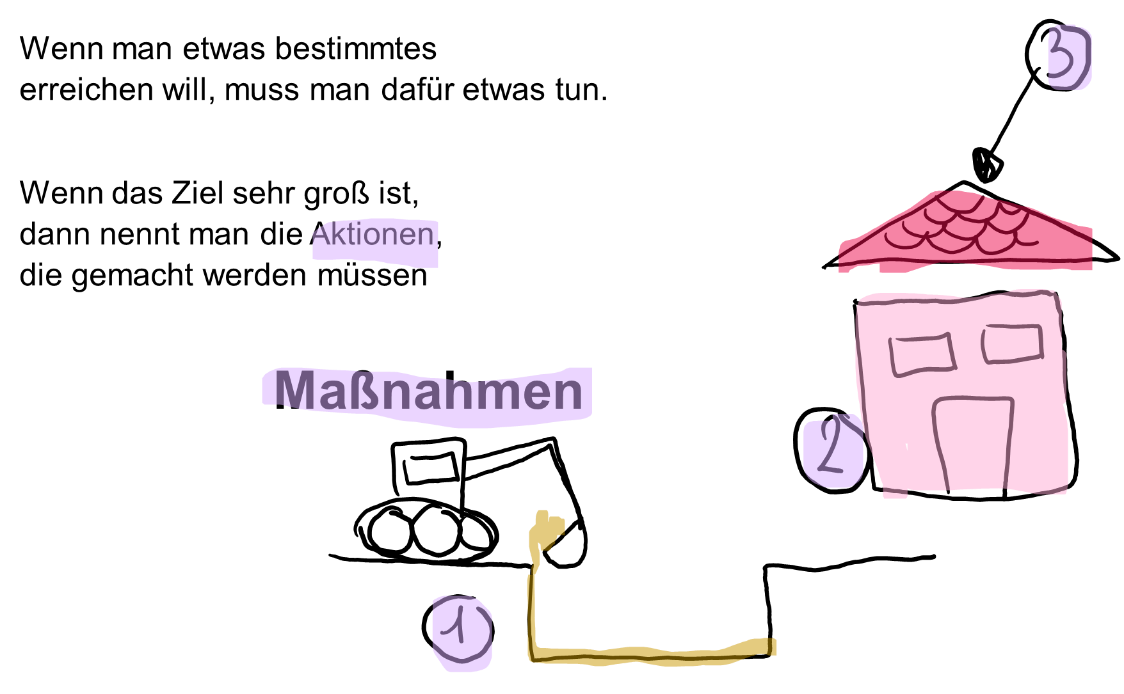 Wenn man etwas bestimmtes
erreichen will, muss man dafür etwas tun.
Wenn das Ziel sehr groß ist,
dann nennt man die Aktionen,
die gemacht werden müssen
Maßnahmen
3
2
1